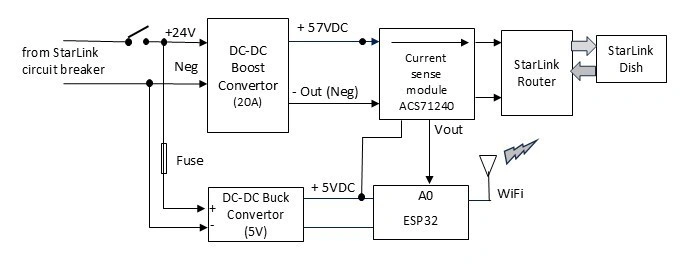 from StarLink
circuit breaker
+24V
Neg
DC-DC
Boost
Convertor
(20A)
+ 57VDC
- Out (Neg)
Current
sense
module
ACS71240
StarLink
Router
StarLink
Dish
Vout
Fuse
+
-
DC-DC Buck
Convertor
(5V)
+ 5VDC
A0
ESP32
WiFi